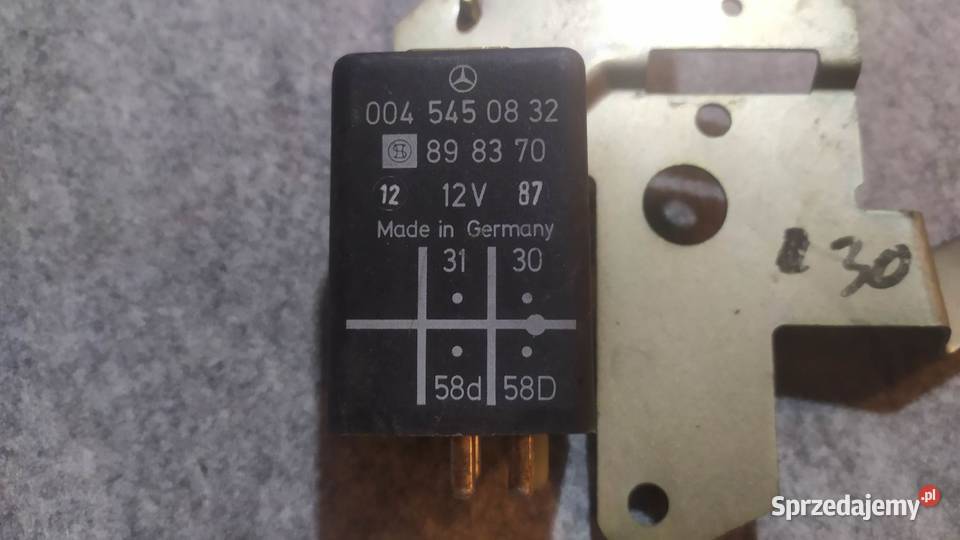 004 545 08 32
89 83 70
12 12V 87
Made in Germany
31 30
58d 58D
30
Sprzedajemy.pl